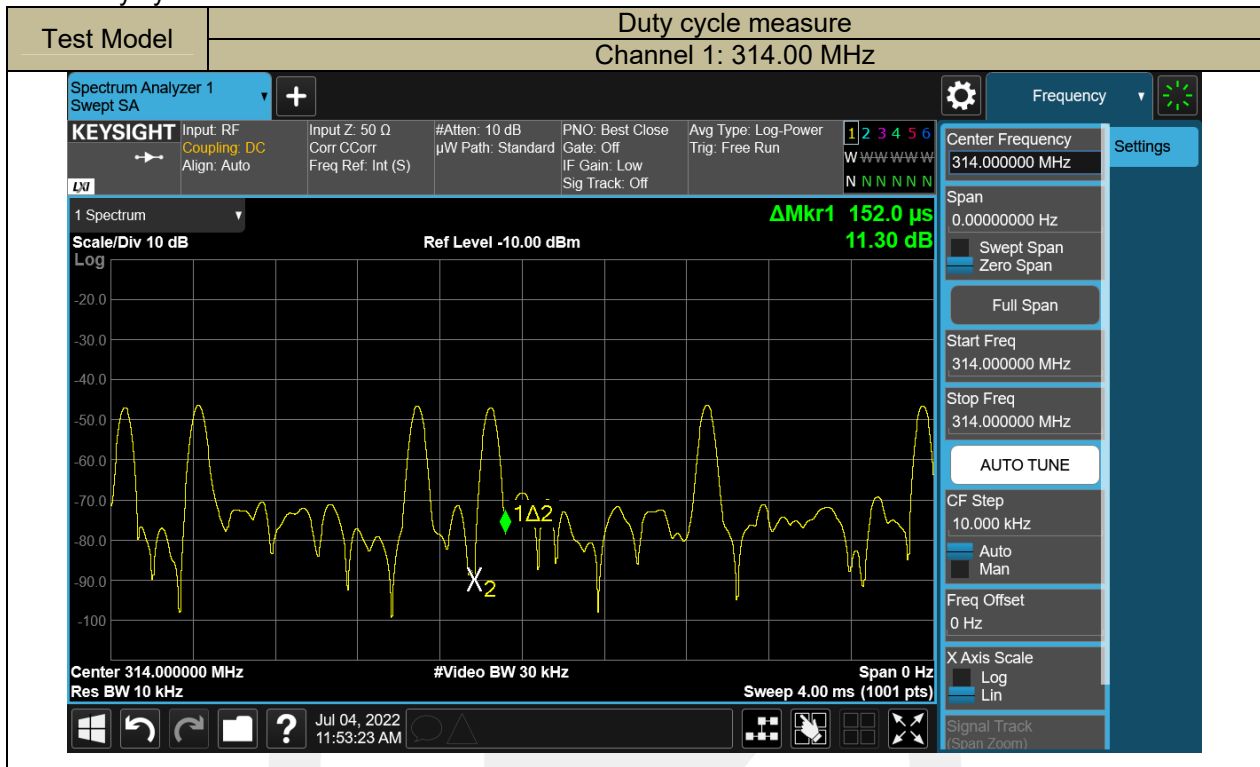 Test Model
Duty cycle measure
Channel 1: 314.00 MHz
Spectrum Analyzer 1
Swept SA
+
Frequency
KEYSIGHT
LXI
Input: RF
Coupling: DC
Align: Auto
Input Z: 50 Ω
Corr CCorr
Freq Ref: Int (S)
#Atten: 10 dB
µW Path: Standard
PNO: Best Close
Gate: Off
IF Gain: Low
Sig Track: Off
Avg Type: Log-Power
Trig: Free Run
1 2 3 4 5 6
W W W W W W
N N N N N N
1 Spectrum
Scale/Div 10 dB
Log
Ref Level -10.00 dBm
ΔMkr1 152.0 µs
11.30 dB
-20.0
-30.0
-40.0
-50.0
-60.0
-70.0
-80.0
-90.0
-100
1Δ2
X2
Center 314.000000 MHz
Res BW 10 kHz
#Video BW 30 kHz
Span 0 Hz
Sweep 4.00 ms (1001 pts)
?
Jul 04, 2022
11:53:23 AM
Center Frequency
314.000000 MHz
Settings
Span
0.00000000 Hz
Swept Span
Zero Span
Full Span
Start Freq
314.000000 MHz
Stop Freq
314.000000 MHz
AUTO TUNE
CF Step
10.000 kHz
Auto
Man
Freq Offset
0 Hz
X Axis Scale
Log
Lin
Signal Track
(Span Zoom)